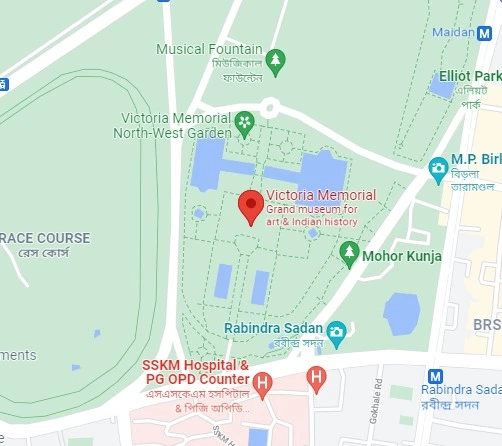 Maidan
M
Musical Fountain
মিউজিকাল
ফাউন্টেন
Elliot Park
এলিয়ট
পার্ক
Victoria Memorial
North-West Garden
M.P. Birl
বিড়লা
তারামণ্ডল
Victoria Memorial
Grand museum for
art & Indian history
RACE COURSE
রেস কোর্স
Mohor Kunja
Rabindra Sadan
রবীন্দ্র সদন
BRS
ments
SSKM Hospital &
PG OPD Counter
এসএসকেএম হসপিটাল
& পিজি অপিডি...
H
H
M
Rabindra Sada
রবীন্দ্র সদন
Gokhale Rd
SSKM H